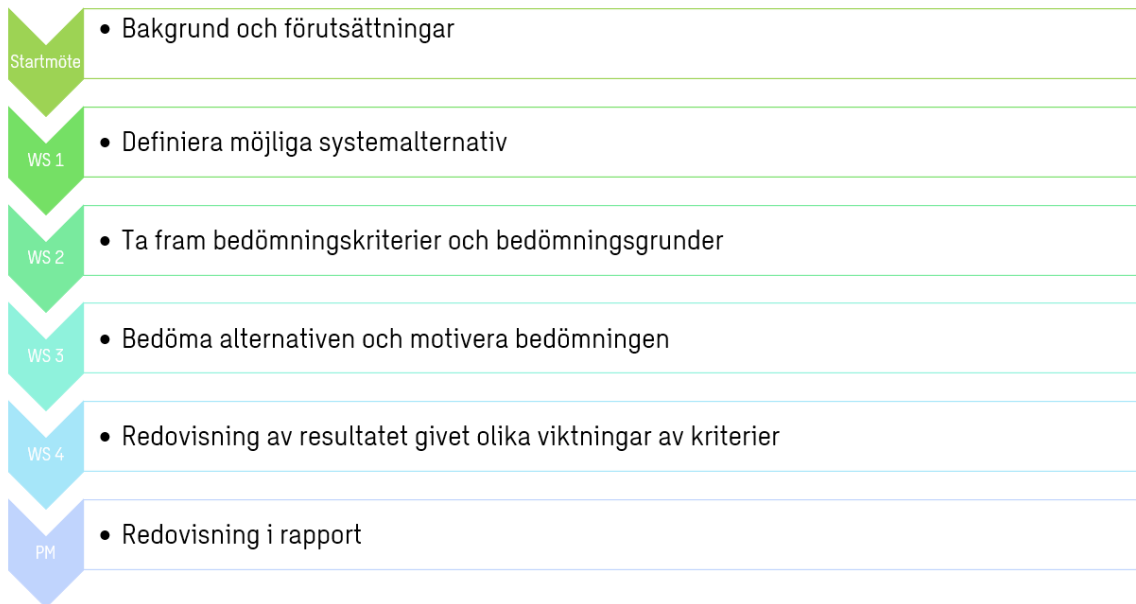 Startmöte
• Bakgrund och förutsättningar
WS 1
• Definiera möjliga systemalternativ
WS 2
• Ta fram bedömningskriterier och bedömningsgrunder
WS 3
• Bedöma alternativen och motivera bedömningen
WS 4
• Redovisning av resultatet givet olika viktningar av kriterier
PM
• Redovisning i rapport